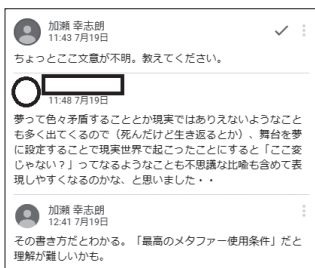 加瀬 幸志朗
11:43 7月19日
ちょっとここ文章が不明。教えてください。
11:48 7月19日
夢って色々矛盾することとか現実ではありえないようなこと
も多く出てくるので（死んだけど生き返るとか）、舞台を夢
に設定することで現実世界で起こったことにすると「ここ変
じゃない？」ってなるようなことも不思議な比喩も含めて表
現しやすくなるのかな、と思いました・・
加瀬 幸志朗
12:41 7月19日
その書き方だとわかる。「最高のメタファー使用条件」だと
理解が難しいかも。